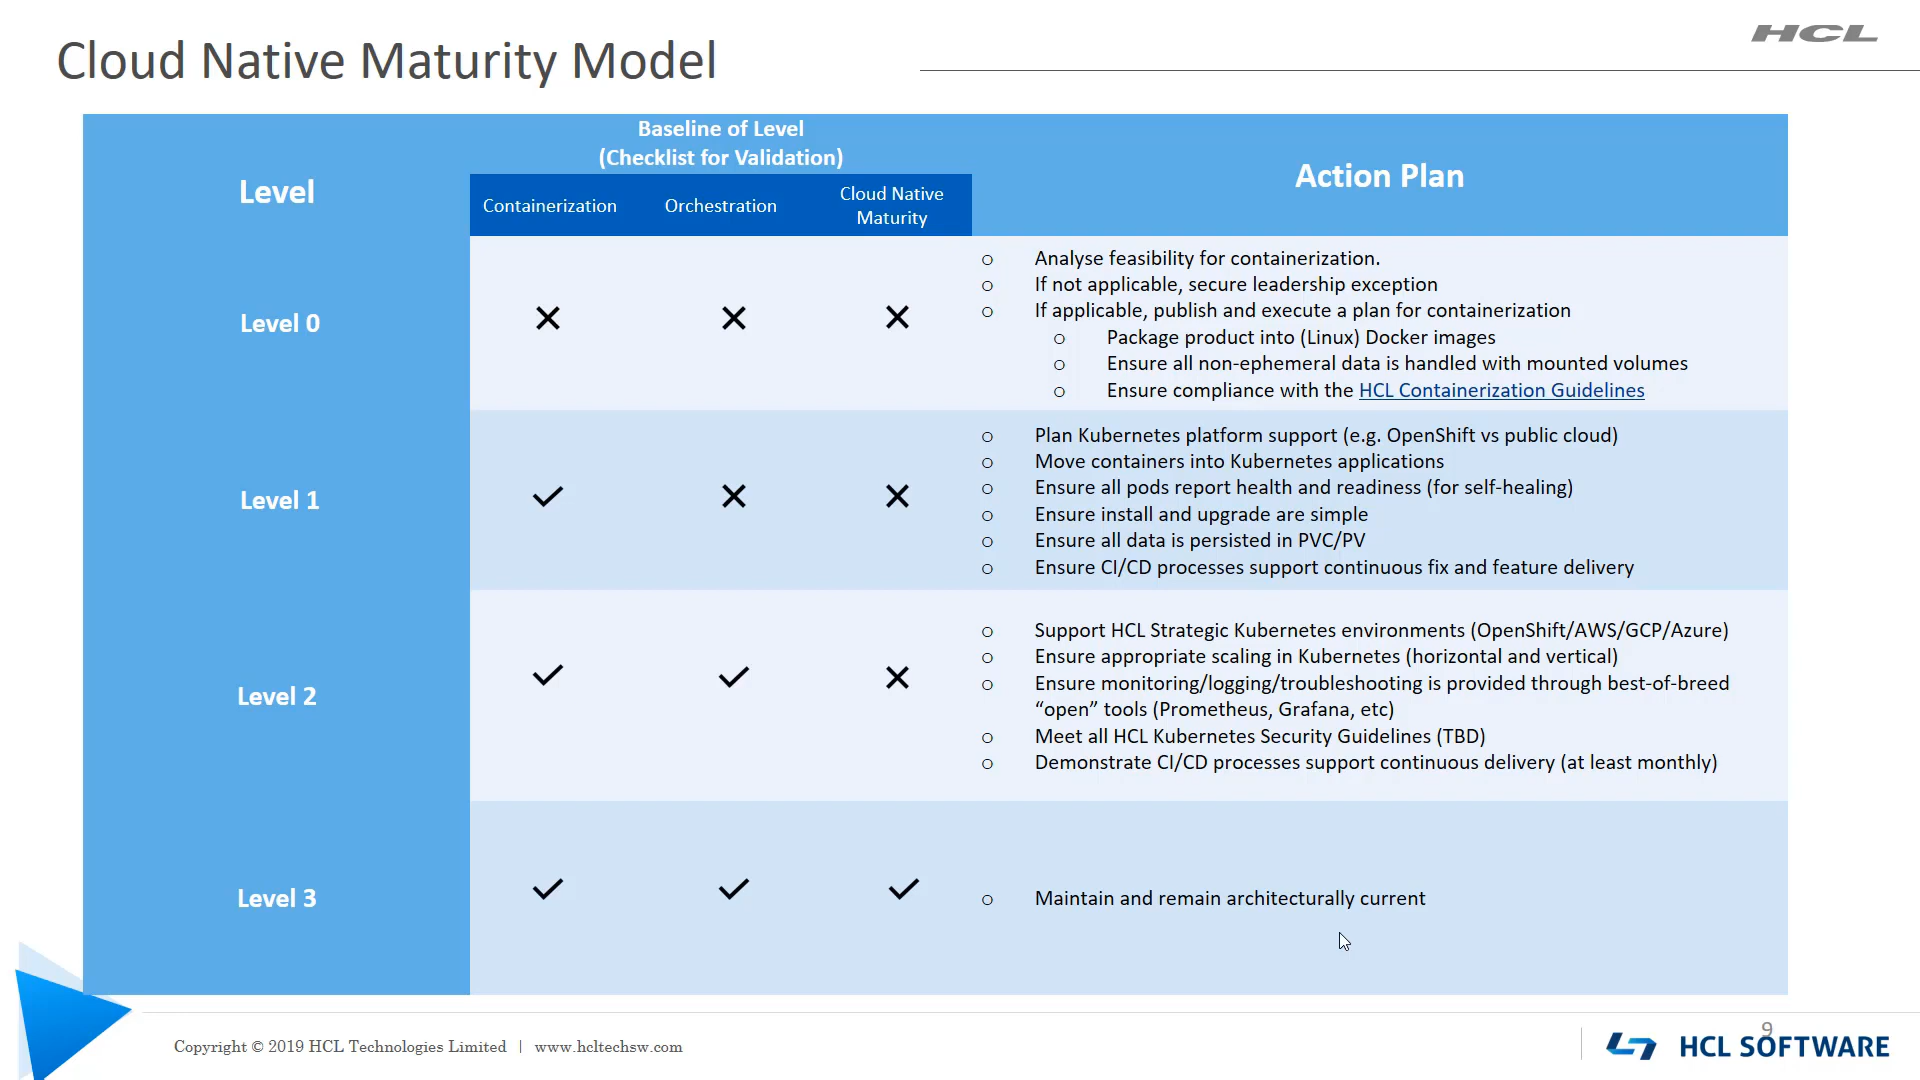 Cloud Native Maturity Model
HCL
Level
Baseline of Level
(Checklist for Validation)
Action Plan
Containerization
Orchestration
Cloud Native
Maturity
Level 0
○ Analyse feasibility for containerization.
○ If not applicable, secure leadership exception
○ If applicable, publish and execute a plan for containerization
○ Package product into (Linux) Docker images
○ Ensure all non-ephemeral data is handled with mounted volumes
○ Ensure compliance with the HCL Containerization Guidelines
Level 1
○ Plan Kubernetes platform support (e.g. OpenShift vs public cloud)
○ Move containers into Kubernetes applications
○ Ensure all pods report health and readiness (for self-healing)
○ Ensure install and upgrade are simple
○ Ensure all data is persisted in PVC/PV
○ Ensure CI/CD processes support continuous fix and feature delivery
Level 2
○ Support HCL Strategic Kubernetes environments (OpenShift/AWS/GCP/Azure)
○ Ensure appropriate scaling in Kubernetes (horizontal and vertical)
○ Ensure monitoring/logging/troubleshooting is provided through best-of-breed
“open” tools (Prometheus, Grafana, etc)
○ Meet all HCL Kubernetes Security Guidelines (TBD)
○ Demonstrate CI/CD processes support continuous delivery (at least monthly)
Level 3
○ Maintain and remain architecturally current
Copyright © 2019 HCL Technologies Limited | www.hcltechsw.com
9
HCL SOFTWARE